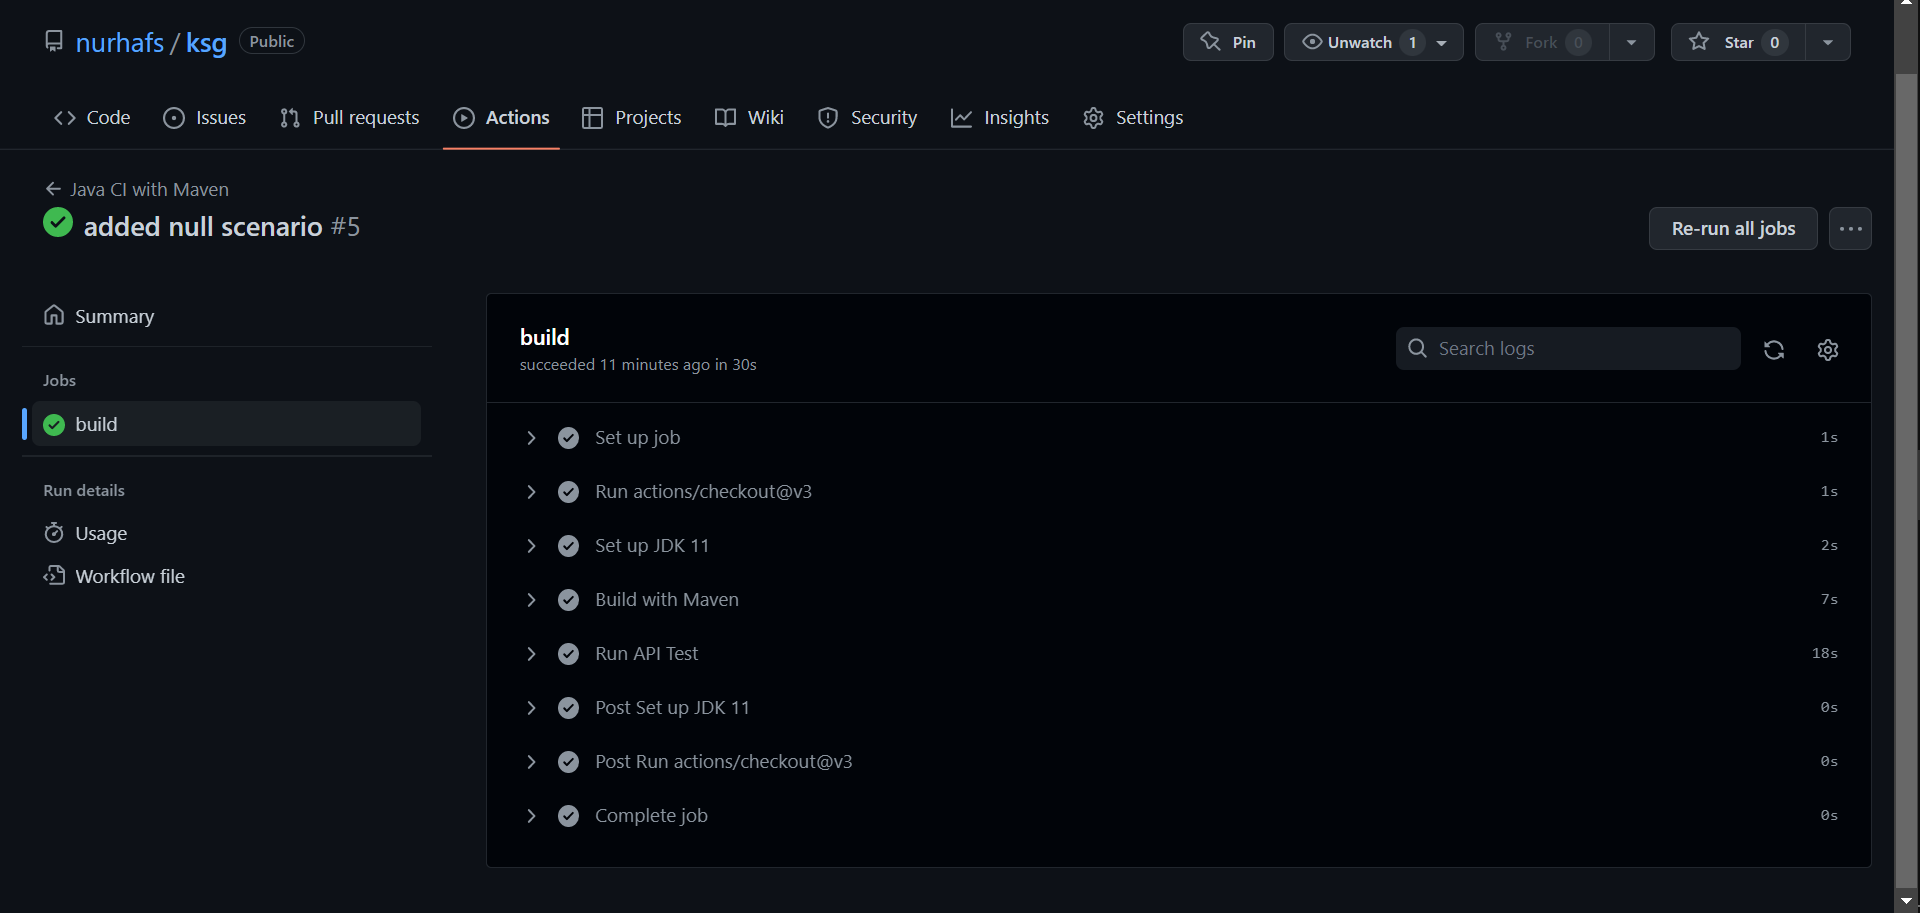 nurhafs / ksg Public
Pin Unwatch 1 Fork 0 Star 0
Code Issues Pull requests Actions Projects Wiki Security Insights Settings
Java CI with Maven
added null scenario #5
Re-run all jobs
Summary
Jobs
build
Run details
Usage
Workflow file
build
succeeded 11 minutes ago in 30s
Search logs
Set up job 1s
Run actions/checkout@v3 1s
Set up JDK 11 2s
Build with Maven 7s
Run API Test 18s
Post Set up JDK 11 0s
Post Run actions/checkout@v3 0s
Complete job 0s